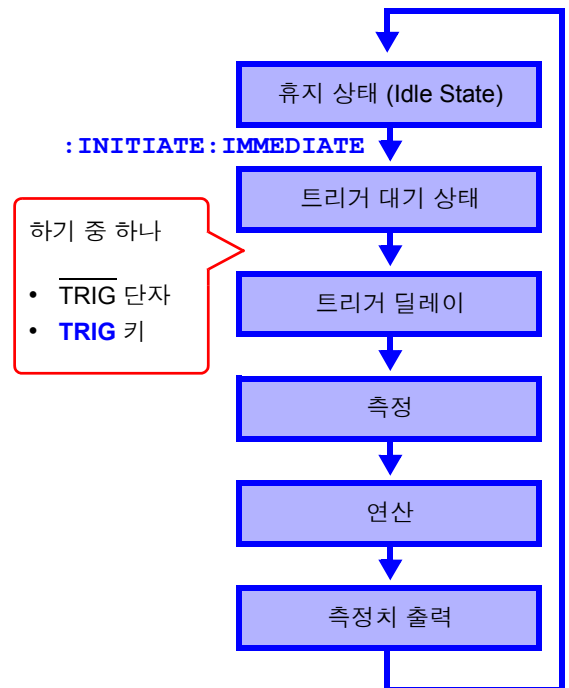 휴지 상태 (Idle State)
:INITIATE:IMMEDIATE
트리거 대기 상태
하기 중 하나
• TRIG 단자
• TRIG 키
트리거 딜레이
측정
연산
측정치 출력